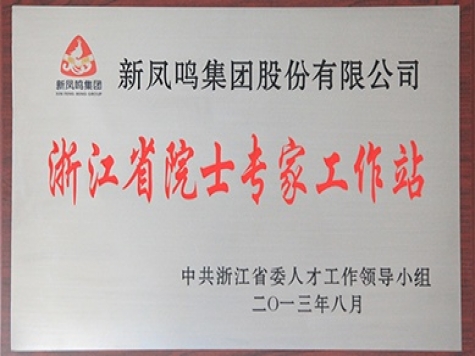 新凤鸣集团股份有限公司
新凤鸣集团
浙江省院士专家工作站
中共浙江省委人才工作领导小组
二〇一三年八月